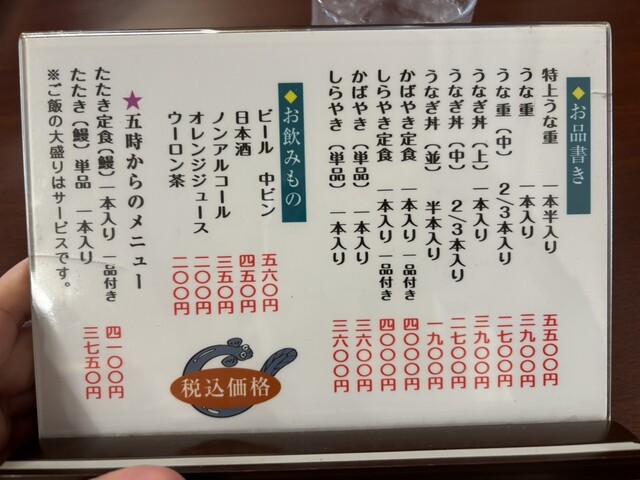 ◆お品書き
特上うな重 一本半入り 五五〇〇円
うな重 一本入り 三九〇〇円
うな重(中) 2/3本入り 二七〇〇円
うなぎ丼(上) 一本入り 三九〇〇円
うなぎ丼(中) 2/3本入り 二七〇〇円
うなぎ丼(並) 半本入り 一九〇〇円
かばやき定食 一本入り 一品付き 四〇〇〇円
しらやき定食 一本入り 一品付き 四〇〇〇円
かばやき(単品) 一本入り 三六〇〇円
しらやき(単品) 一本入り 三六〇〇円
◆お飲みもの
ビール 中ビン 五六〇円
日本酒 四五〇円
ノンアルコール 三五〇円
オレンジジュース 二〇〇円
ウーロン茶 二〇〇円
★五時からのメニュー
たたき定食(鰻) 一本入り 一品付き 四一〇〇円
たたき(鰻)単品 一本入り 三七五〇円
※ご飯の大盛りはサービスです。
税込価格